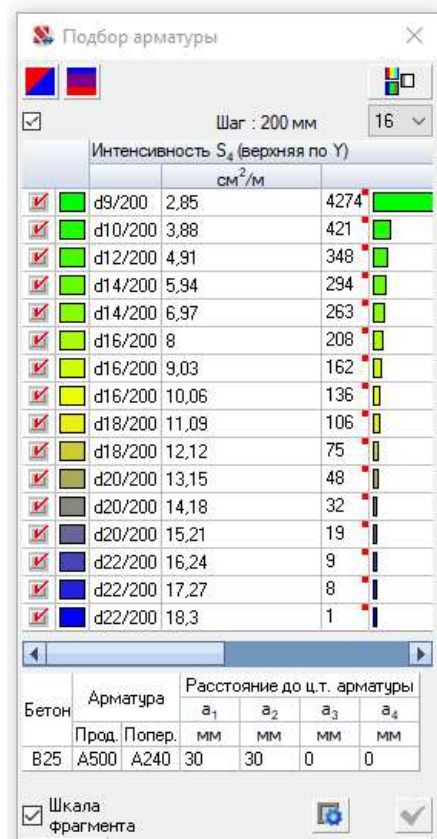 Подбор арматуры
Шаг : 200 мм 16
Интенсивность S4 (верхняя по Y)
см2/м
d9/200 2,85 4274
d10/200 3,88 421
d12/200 4,91 348
d14/200 5,94 294
d14/200 6,97 263
d16/200 8 208
d16/200 9,03 162
d16/200 10,06 136
d18/200 11,09 106
d18/200 12,12 75
d20/200 13,15 48
d20/200 14,18 32
d20/200 15,21 19
d22/200 16,24 9
d22/200 17,27 8
d22/200 18,3 1
Бетон Арматура Расстояние до ц.т. арматуры
Прод. Попер. a1 a2 a3 a4
мм мм мм мм
B25 A500 A240 30 30 0 0
Шкала
фрагмента